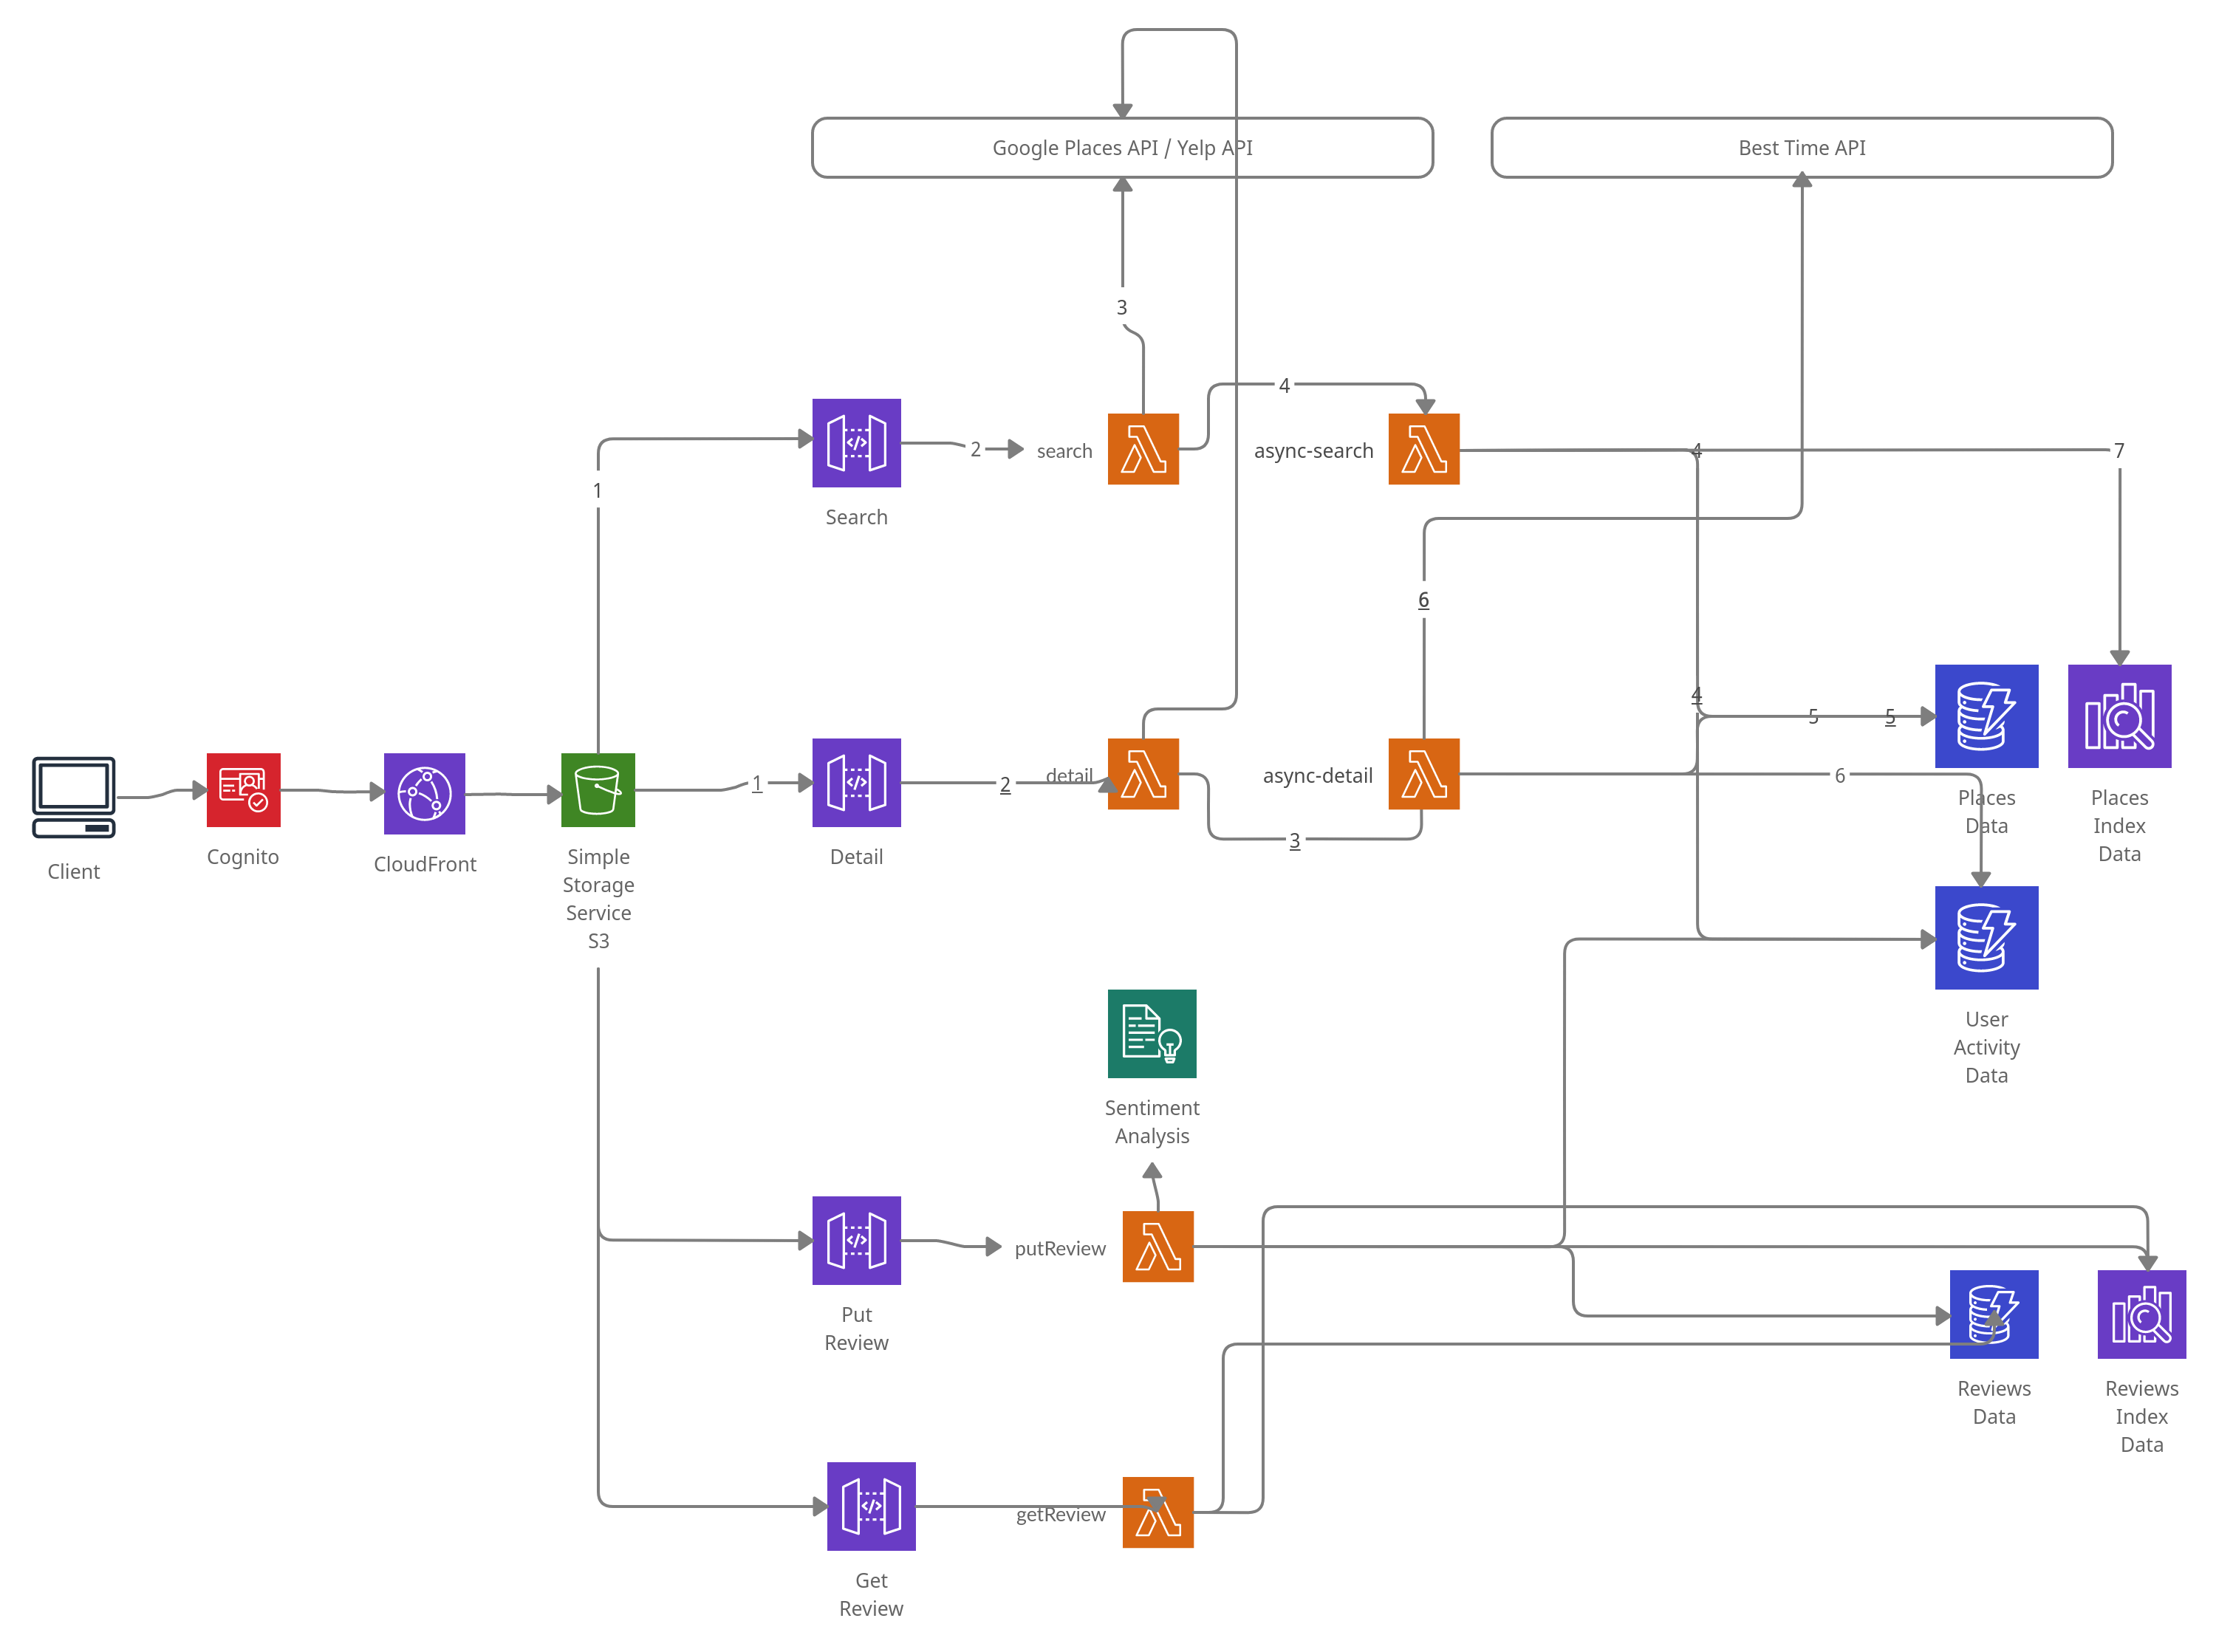 Google Places API / Yelp API
Best Time API
3
4
search
async-search
4
7
1
2
Search
6
4
5
5
1
2
detail
async-detail
6
3
Client
Cognito
CloudFront
Simple
Storage
Service
S3
Detail
Places
Data
Places
Index
Data
User
Activity
Data
Sentiment
Analysis
putReview
Put
Review
Reviews
Data
Reviews
Index
Data
getReview
Get
Review